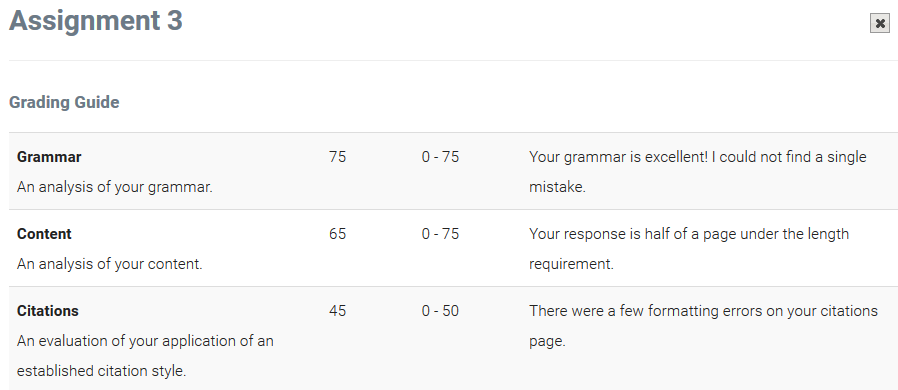 Assignment 3
Grading Guide
Grammar 75 0 - 75 Your grammar is excellent! I could not find a single
An analysis of your grammar. mistake.
Content 65 0 - 75 Your response is half of a page under the length
An analysis of your content. requirement.
Citations 45 0 - 50 There were a few formatting errors on your citations
An evaluation of your application of an page.
established citation style.